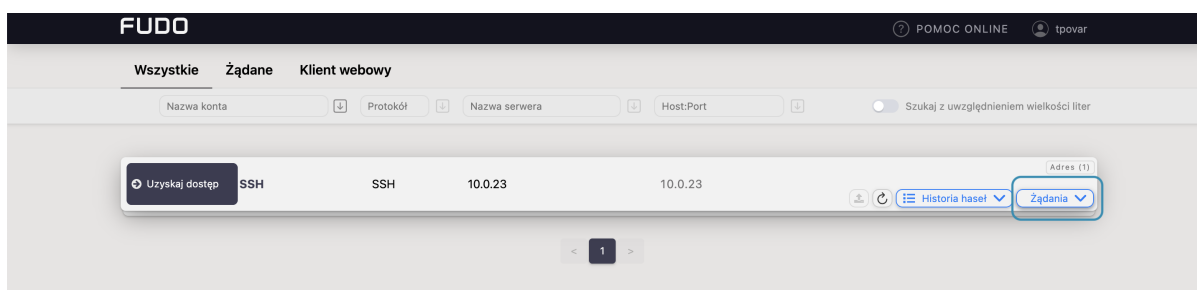 FUDO
POMOC ONLINE tpovar
Wszystkie Żądane Klient webowy
Nazwa konta Protokół Nazwa serwera Host:Port Szukaj z uwzględnieniem wielkości liter
Adres (1)
Uzyskaj dostęp SSH SSH 10.0.23 10.0.23
Historia haseł Żądania
< 1 >